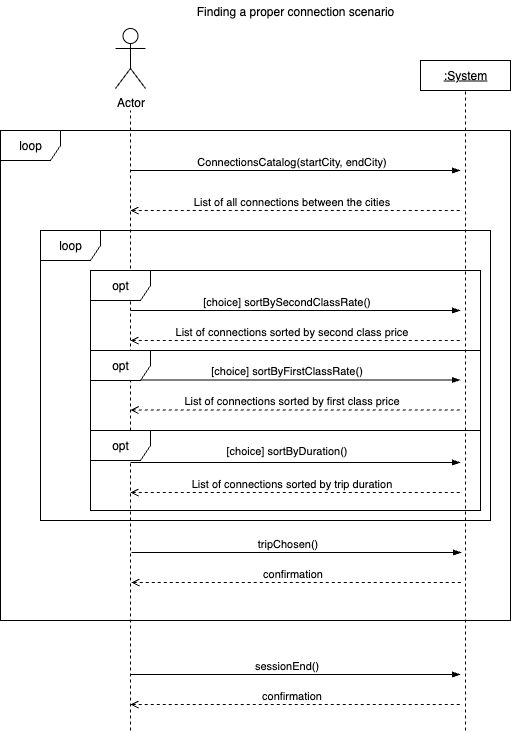 Finding a proper connection scenario
:System
Actor
loop
ConnectionsCatalog(startCity, endCity)
List of all connections between the cities
loop
opt
[choice] sortBySecondClassRate()
List of connections sorted by second class price
opt
[choice] sortByFirstClassRate()
List of connections sorted by first class price
opt
[choice] sortByDuration()
List of connections sorted by trip duration
tripChosen()
confirmation
sessionEnd()
confirmation